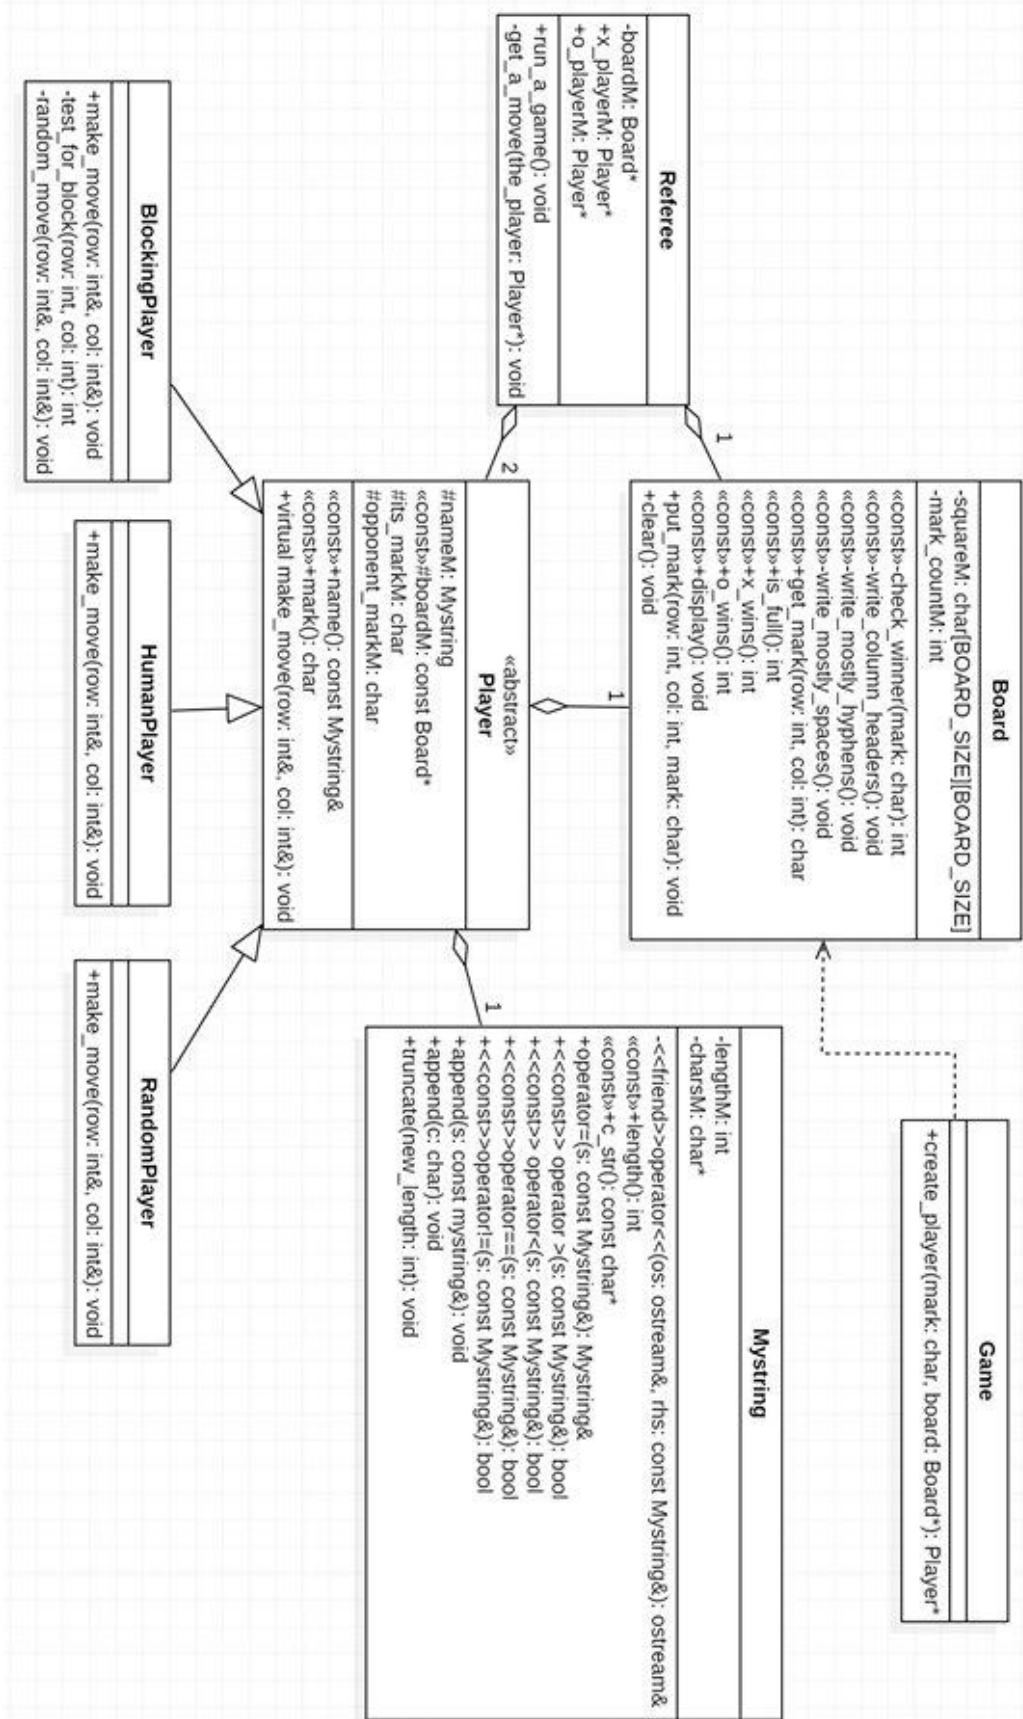 Referee
-boardM: Board*
+x_playerM: Player*
+o_playerM: Player*
+run_a_game(): void
-get_a_move(the_player: Player*): void
1
2
Board
-squareM: char[BOARD_SIZE][BOARD_SIZE]
-mark_countM: int
«const»-check_winner(mark: char): int
«const»-write_column_headers(): void
«const»-write_mostly_hyphens(): void
«const»-write_mostly_spaces(): void
«const»+get_mark(row: int, col: int): char
«const»+is_full(): int
«const»+x_wins(): int
«const»+o_wins(): int
«const»+display(): void
+put_mark(row: int, col: int, mark: char): void
+clear(): void
1
Game
+create_player(mark: char, board: Board*): Player*
«abstract»
Player
#nameM: Mystring
«const»#boardM: const Board*
#its_markM: char
#opponent_markM: char
«const»+name(): const Mystring&
«const»+mark(): char
+virtual make_move(row: int&, col: int&): void
1
Mystring
-lengthM: int
-charsM: char*
-<<friend>>operator<<(os: ostream&, rhs: const Mystring&): ostream&
«const»+length(): int
«const»+c_str(): const char*
+operator=(s: const Mystring&): Mystring&
+<<const>> operator >(s: const Mystring&): bool
+<<const>> operator<(s: const Mystring&): bool
+<<const>>operator==(s: const Mystring&): bool
+<<const>>operator!=(s: const Mystring&): bool
+append(s: const mystring&): void
+append(c: char): void
+truncate(new_length: int): void
BlockingPlayer
+make_move(row: int&, col: int&): void
-test_for_block(row: int, col: int): int
-random_move(row: int&, col: int&): void
HumanPlayer
+make_move(row: int&, col: int&): void
RandomPlayer
+make_move(row: int&, col: int&): void